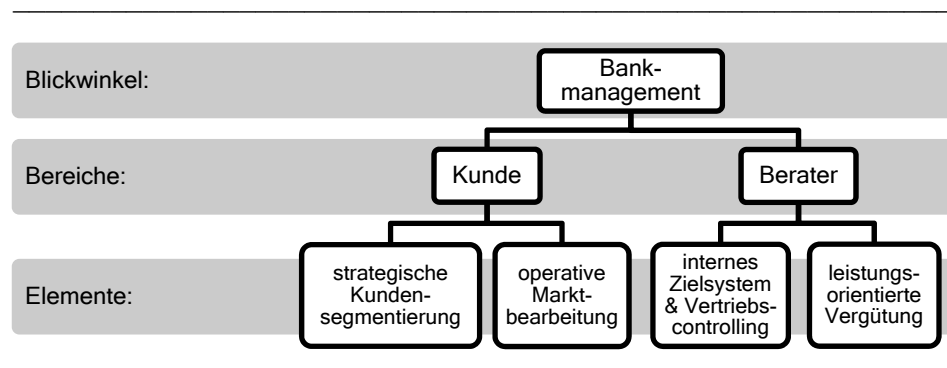 Blickwinkel:
Bank-
management
Bereiche:
Kunde
Berater
Elemente:
strategische
Kunden-
segmentierung
operative
Markt-
bearbeitung
internes
Zielsystem
& Vertriebs-
controlling
leistungs-
orientierte
Vergütung